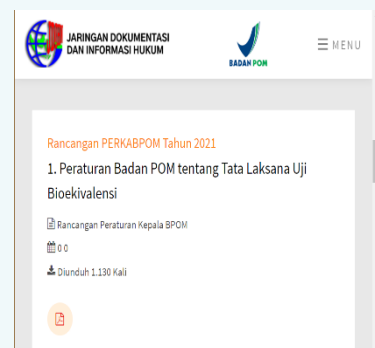 JARINGAN DOKUMENTASI
DAN INFORMASI HUKUM
BADAN POM
MENU
Rancangan PERKABPOM Tahun 2021
1. Peraturan Badan POM tentang Tata Laksana Uji
Bioekivalensi
Rancangan Peraturan Kepala BPOM
0 0
Diunduh 1.130 Kali